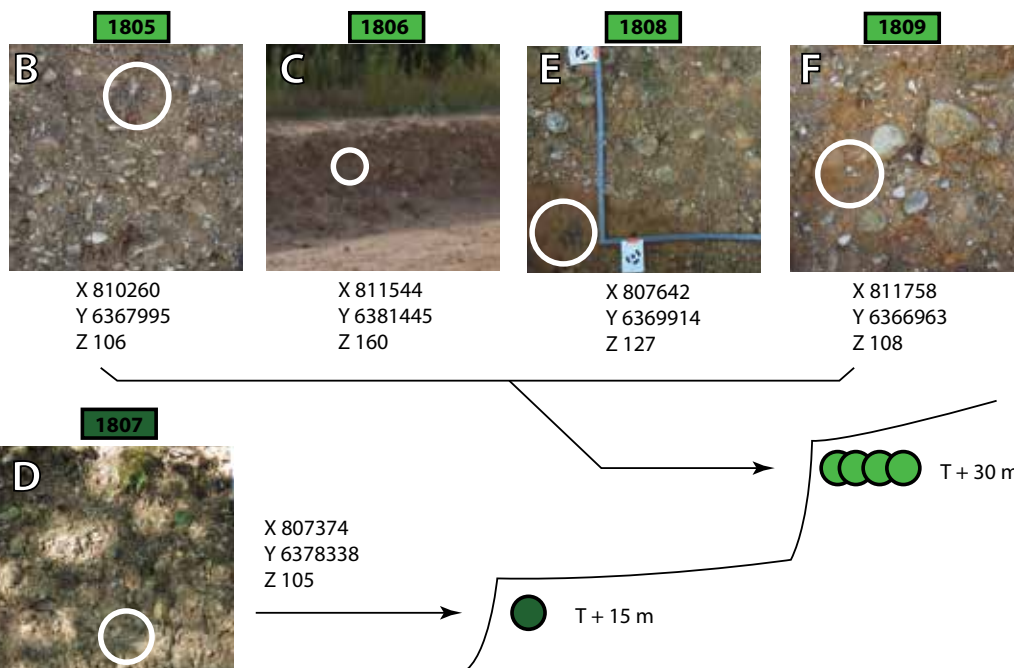 1805
1806
1808
1809
B
C
E
F
X 810260
Y 6367995
Z 106
X 811544
Y 6381445
Z 160
X 807642
Y 6369914
Z 127
X 811758
Y 6366963
Z 108
1807
D
X 807374
Y 6378338
Z 105
T + 30 m
T + 15 m